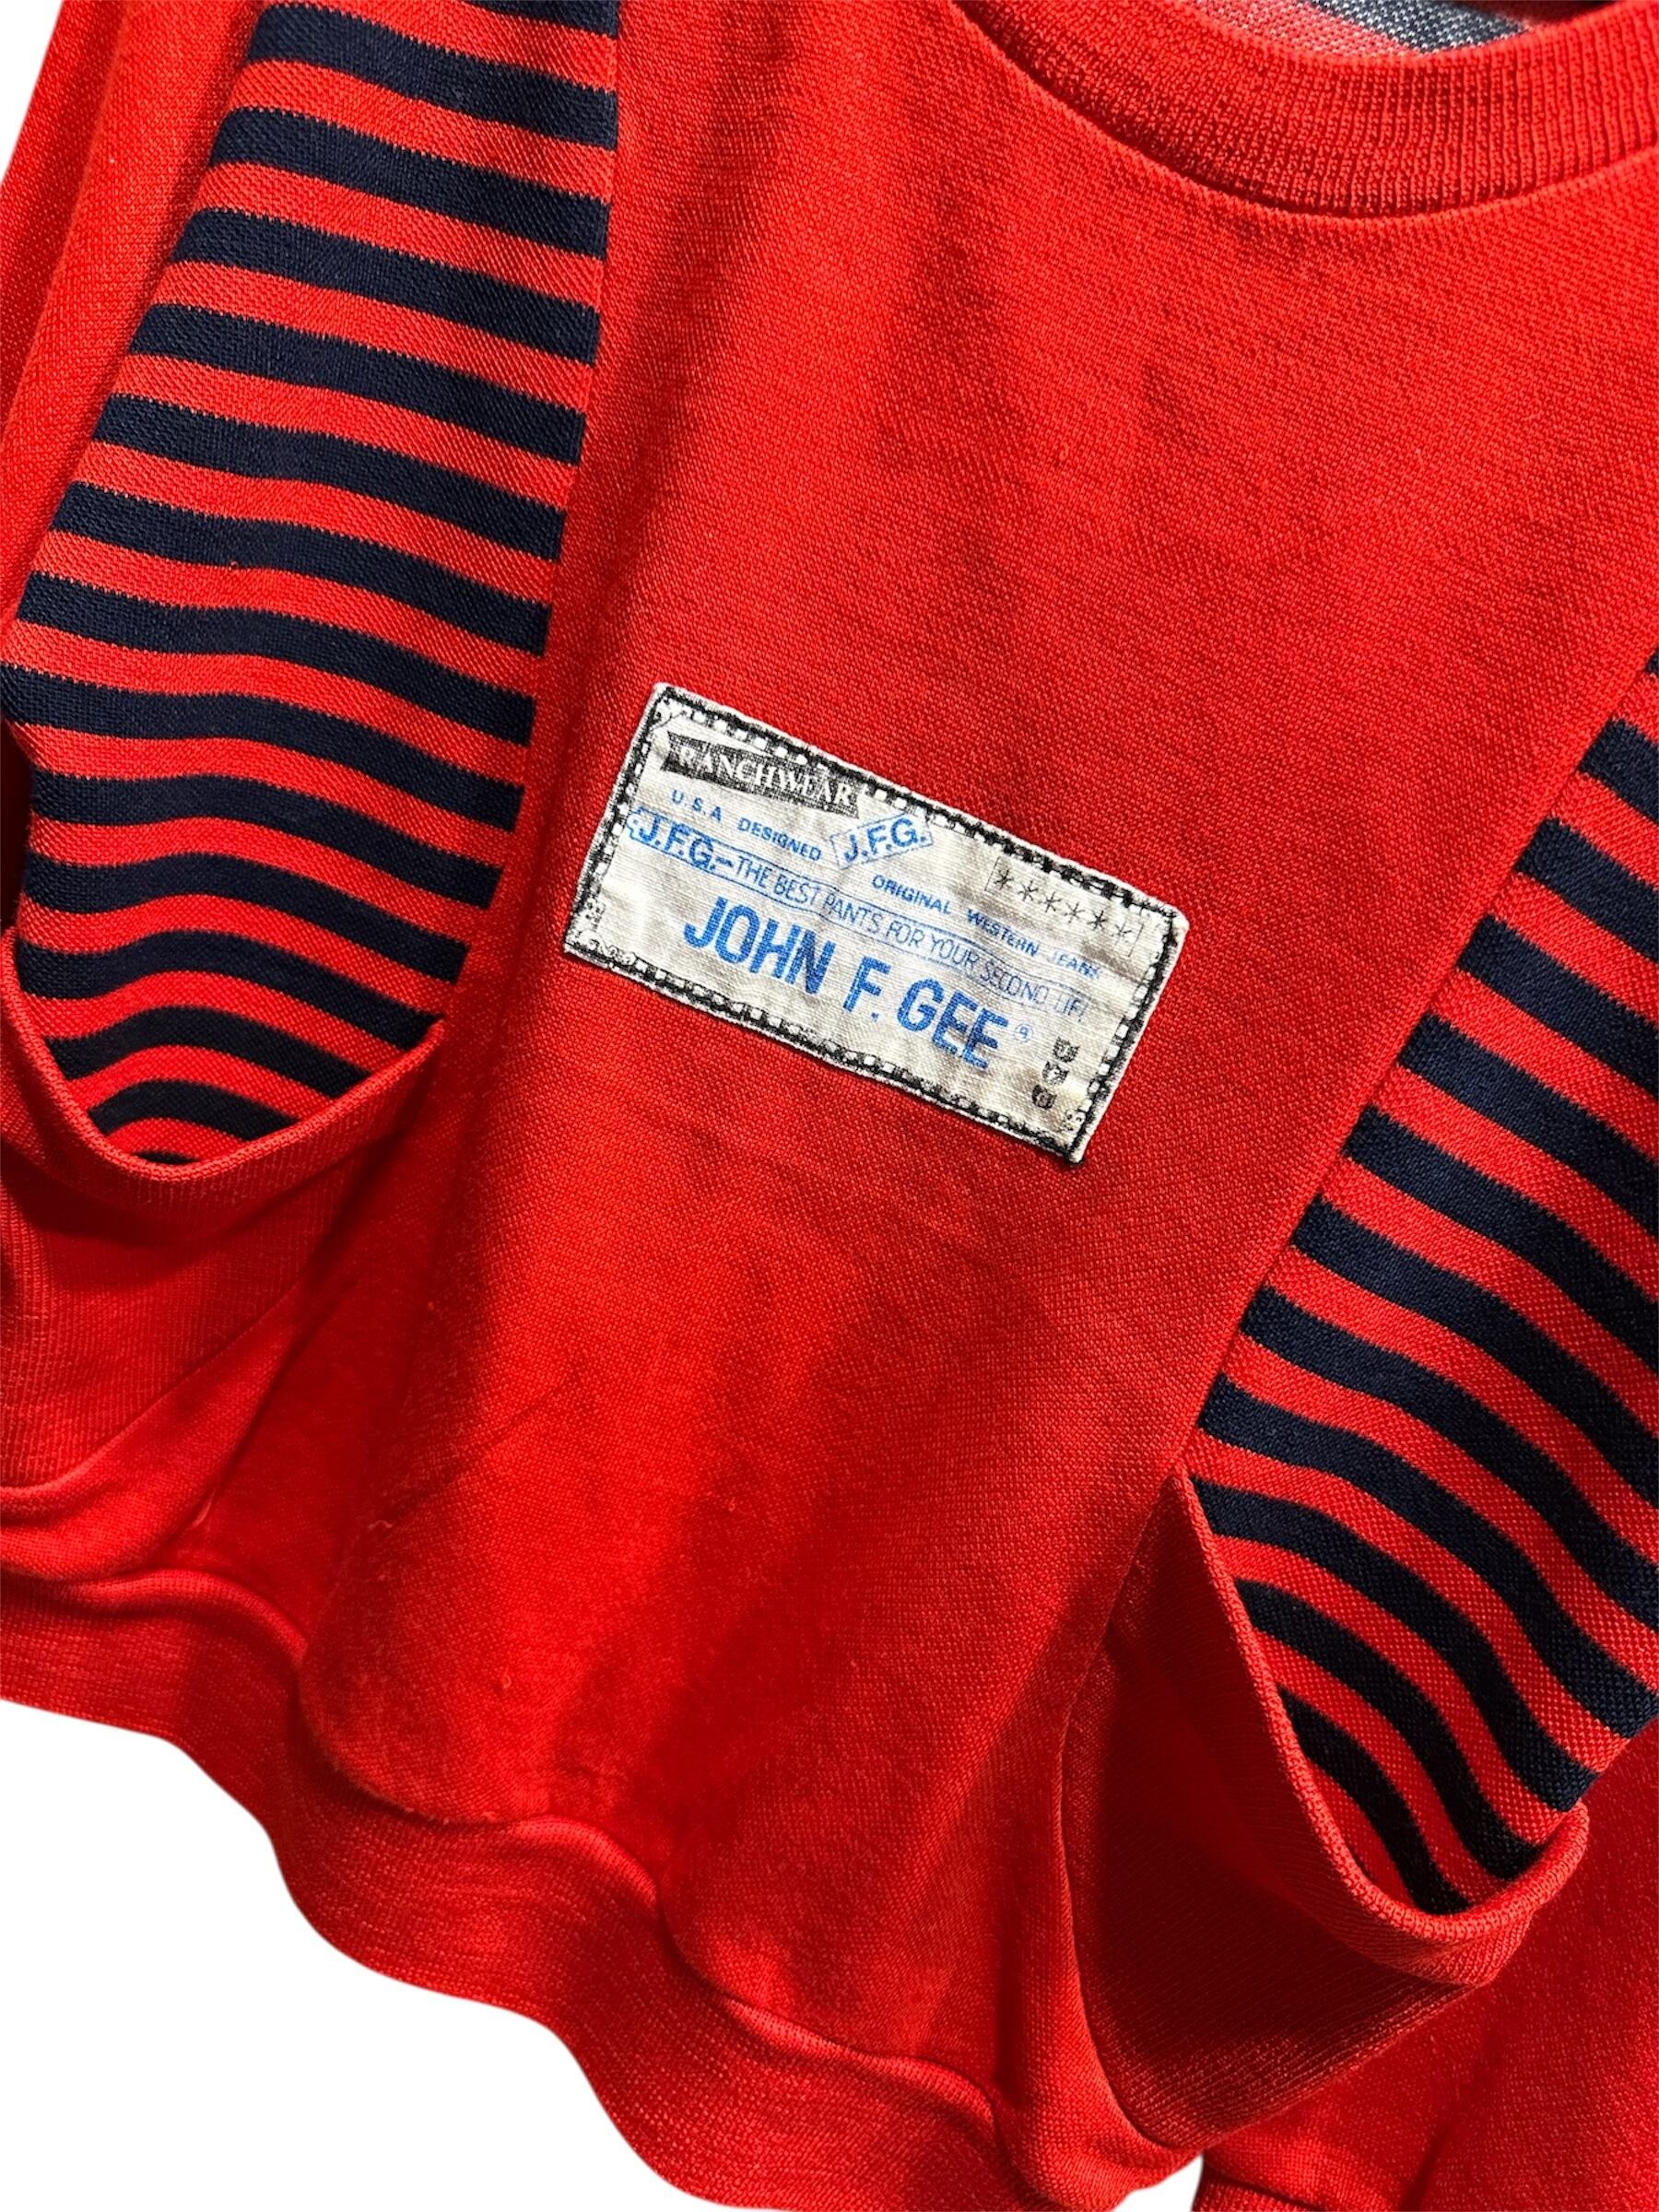 RANCHWEAR
U.S.A DESIGNED J.F.G. ORIGINAL WESTERN JEANS
*****
J.F.G.—THE BEST PANTS FOR YOUR SECOND LIFE
JOHN F. GEE ®